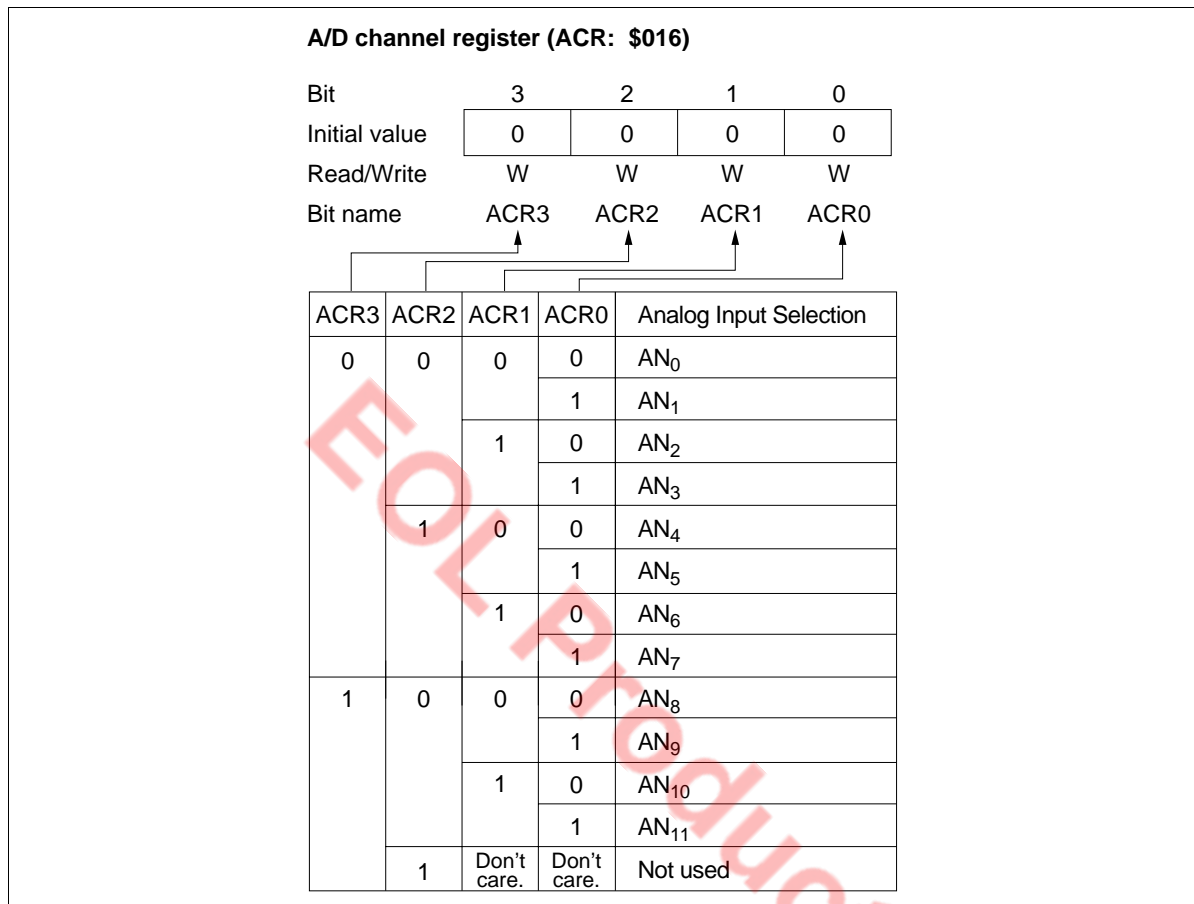 A/D channel register (ACR: $016)
Bit 3 2 1 0
Initial value 0 0 0 0
Read/Write W W W W
Bit name ACR3 ACR2 ACR1 ACR0
ACR3 ACR2 ACR1 ACR0 Analog Input Selection
0 0 0 0 AN0
1 AN1
1 0 AN2
1 AN3
1 0 0 AN4
1 AN5
1 0 AN6
1 AN7
1 0 0 0 AN8
1 AN9
1 0 AN10
1 AN11
1 Don't care. Don't care. Not used
EOL Product